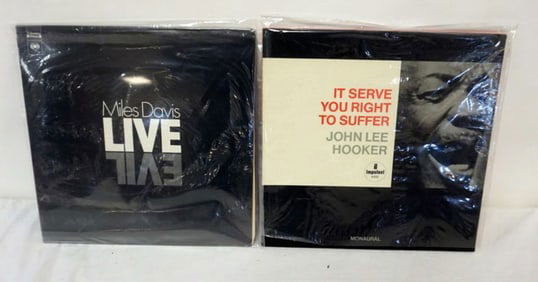 Miles Davis
LIVE
EVIL
IT SERVE
YOU RIGHT
TO SUFFER
JOHN LEE
HOOKER
impulse!
MONAURAL